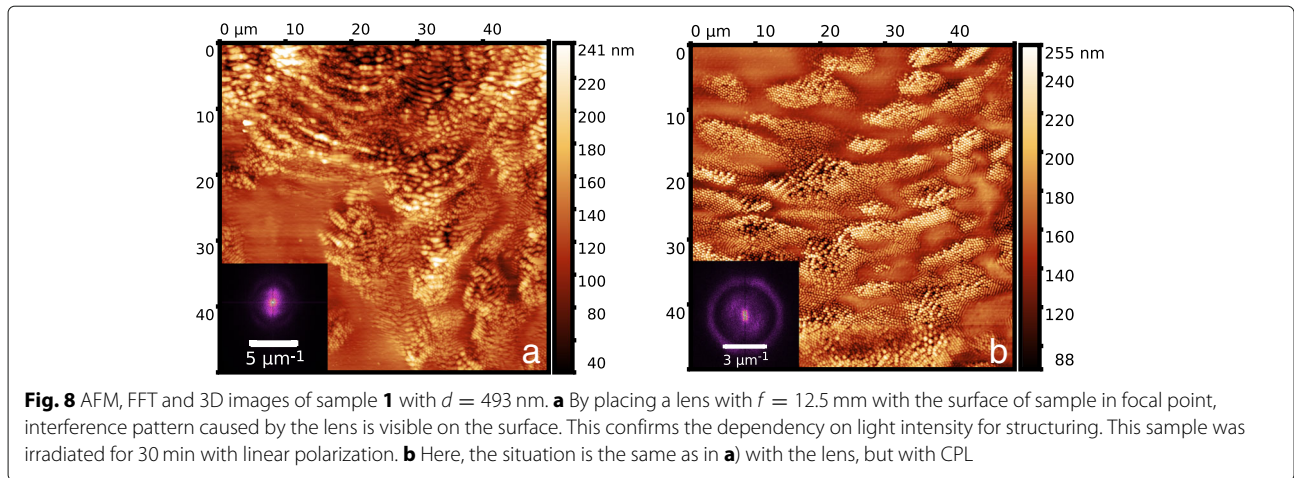 0 µm 10 20 30 40
0
10
20
30
40
241 nm
220
200
180
160
140
120
100
80
40
5 µm⁻¹
a
0 µm 10 20 30 40
0
10
20
30
40
255 nm
240
220
200
180
160
140
120
88
3 µm⁻¹
b
Fig. 8 AFM, FFT and 3D images of sample 1 with d = 493 nm. a By placing a lens with f = 12.5 mm with the surface of sample in focal point,
interference pattern caused by the lens is visible on the surface. This confirms the dependency on light intensity for structuring. This sample was
irradiated for 30 min with linear polarization. b Here, the situation is the same as in a) with the lens, but with CPL